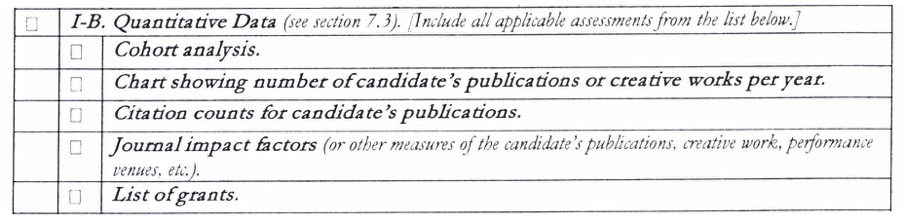 I-B. Quantitative Data (see section 7.3). [Include all applicable assessments from the list below.]
Cohort analysis.
Chart showing number of candidate's publications or creative works per year.
Citation counts for candidate's publications.
Journal impact factors (or other measures of the candidate's publications, creative work, performance
venues, etc.).
List of grants.